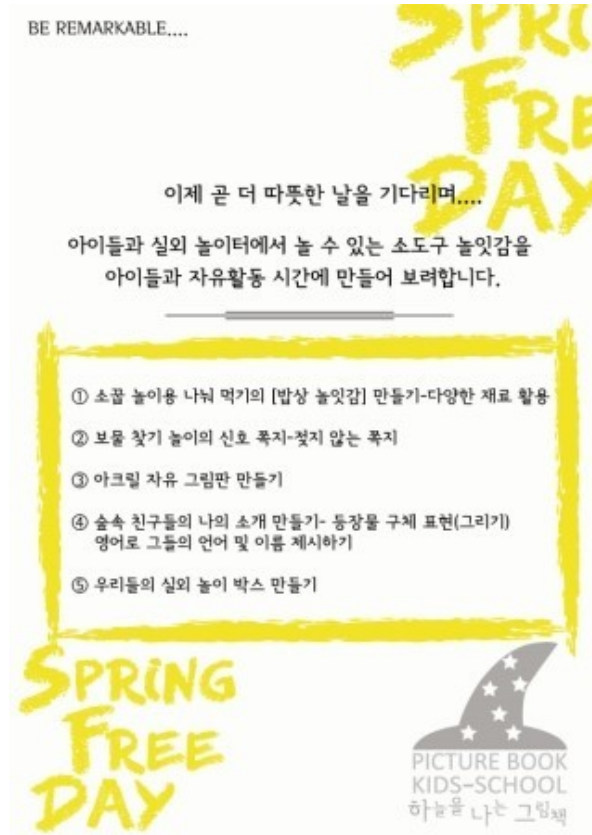 BE REMARKABLE....
SPRI
FREE
DAY
이제 곧 더 따뜻한 날을 기다리며....
아이들과 실외 놀이터에서 놀 수 있는 소도구 놀잇감을
아이들과 자유활동 시간에 만들어 보려합니다.
① 소꿉 놀이용 나눠 먹기의 [밥상 놀잇감] 만들기-다양한 재료 활용
② 보물 찾기 놀이의 신호 쪽지-젖지 않는 쪽지
③ 아크릴 자유 그림판 만들기
④ 숲속 친구들의 나의 소개 만들기- 등장물 구체 표현(그리기)
영어로 그들의 언어 및 이름 제시하기
⑤ 우리들의 실외 놀이 박스 만들기
SPRING
FREE
DAY
PICTURE BOOK
KIDS-SCHOOL
하늘을 나는 그림책